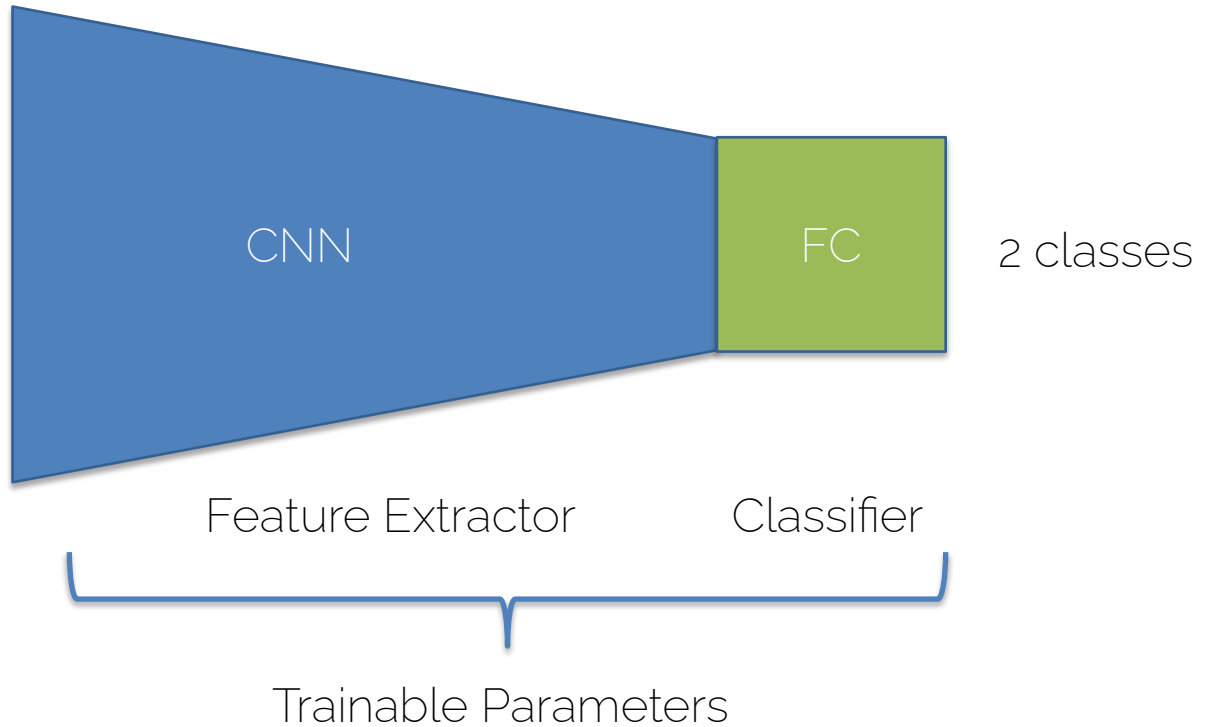 CNN
FC
2 classes
Feature Extractor
Classifier
Trainable Parameters